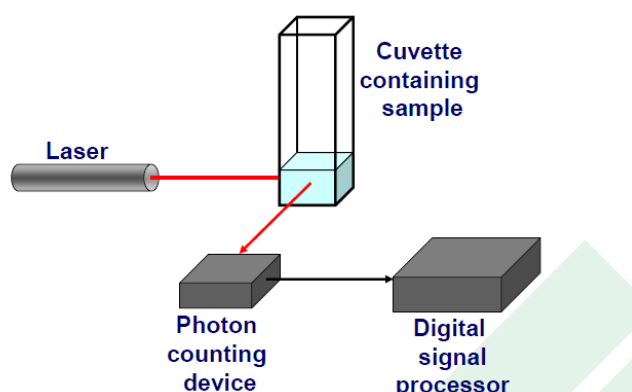 Cuvette
containing
sample
Laser
Photon
counting
device
Digital
signal
processor